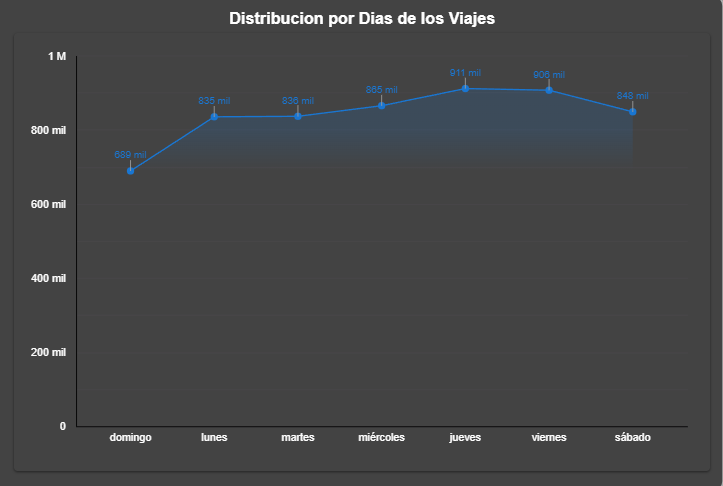 Distribucion por Dias de los Viajes
1 M
800 mil
600 mil
400 mil
200 mil
0
689 mil
835 mil
836 mil
865 mil
911 mil
906 mil
848 mil
domingo
lunes
martes
miércoles
jueves
viernes
sábado